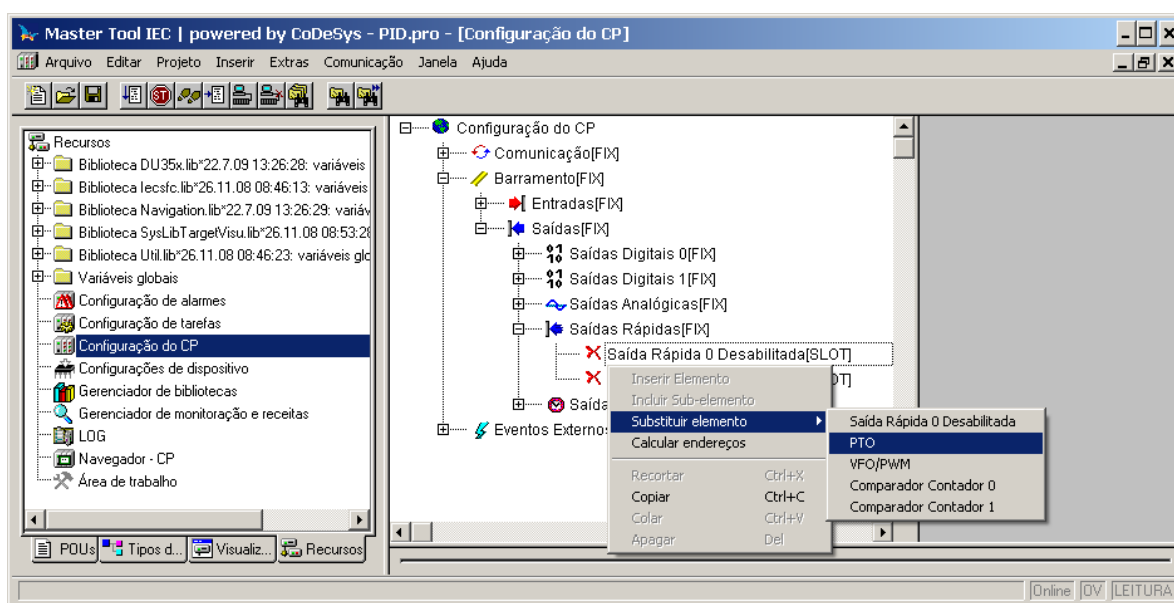 Master Tool IEC | powered by CoDeSys - PID.pro - [Configuração do CP]
Arquivo Editar Projeto Inserir Extras Comunicação Janela Ajuda
Recursos
Biblioteca DU35x.lib*22.7.09 13:26:28: variáveis
Biblioteca Iecsfc.lib*26.11.08 08:46:13: variáveis
Biblioteca Navigation.lib*22.7.09 13:26:29: variáv
Biblioteca SysLibTargetVisu.lib*26.11.08 08:53:28
Biblioteca Util.lib*26.11.08 08:46:23: variáveis glo
Variáveis globais
Configuração de alarmes
Configuração de tarefas
Configuração do CP
Configurações de dispositivo
Gerenciador de bibliotecas
Gerenciador de monitoração e receitas
LOG
Navegador - CP
Área de trabalho
POUs Tipos d... Visualiz... Recursos
Configuração do CP
Comunicação[FIX]
Barramento[FIX]
Entradas[FIX]
Saídas[FIX]
Saídas Digitais 0[FIX]
Saídas Digitais 1[FIX]
Saídas Analógicas[FIX]
Saídas Rápidas[FIX]
Saída Rápida 0 Desabilitada[SLOT]
OT]
Saída
Eventos Externo
Inserir Elemento
Incluir Sub-elemento
Substituir elemento
Calcular endereços
Recortar Ctrl+X
Copiar Ctrl+C
Colar Ctrl+V
Apagar Del
Saída Rápida 0 Desabilitada
PTO
VFO/PWM
Comparador Contador 0
Comparador Contador 1
Online OV LEITURA